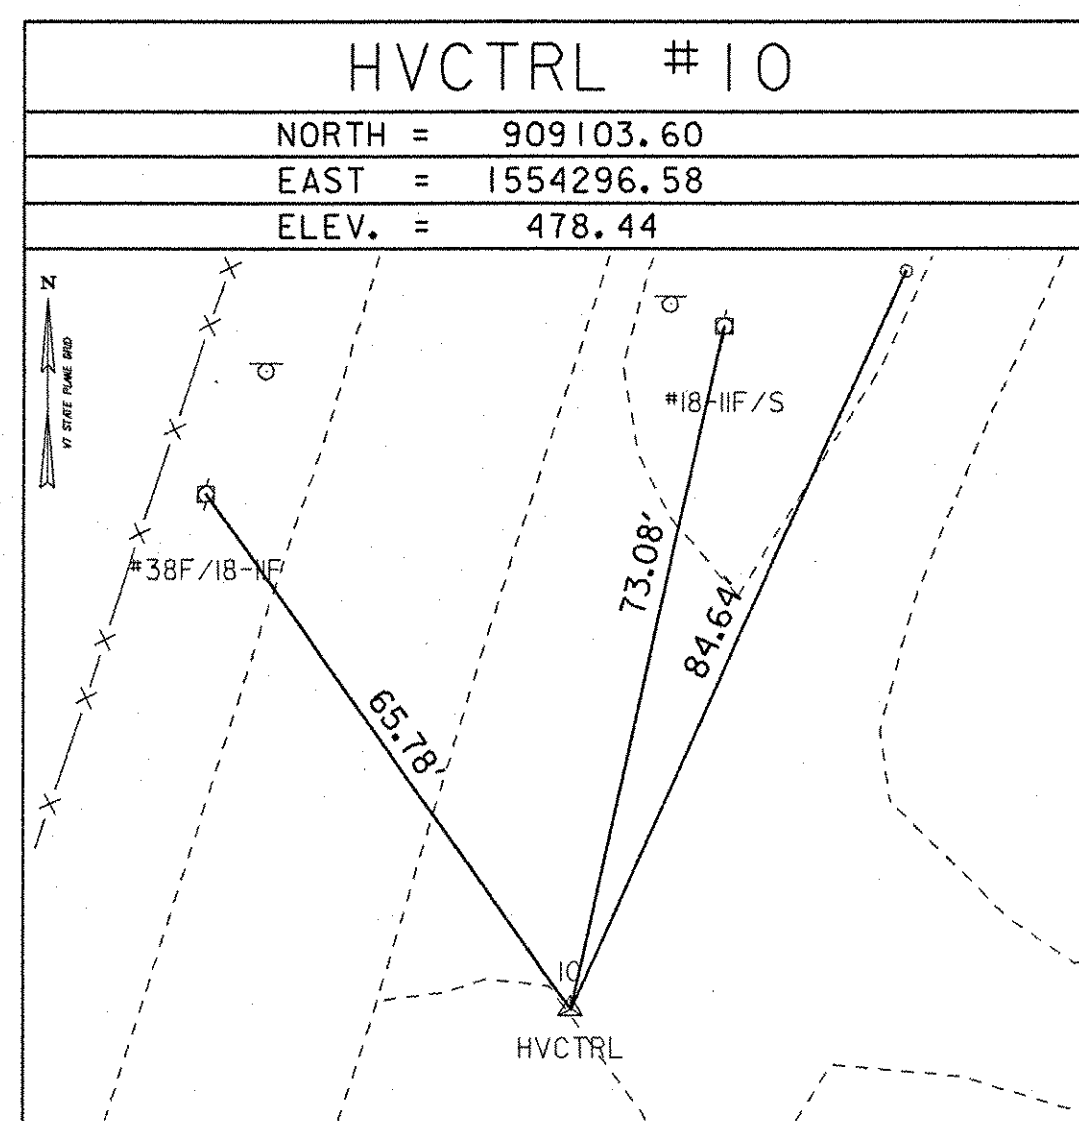 HVCTRL #10
NORTH = 909103.60
EAST = 1554296.58
ELEV. = 478.44
N
VT STATE PLANE GRID
#18-11F/S
#38F/18-11F
73.08'
84.64'
65.78'
10
HVCTRL